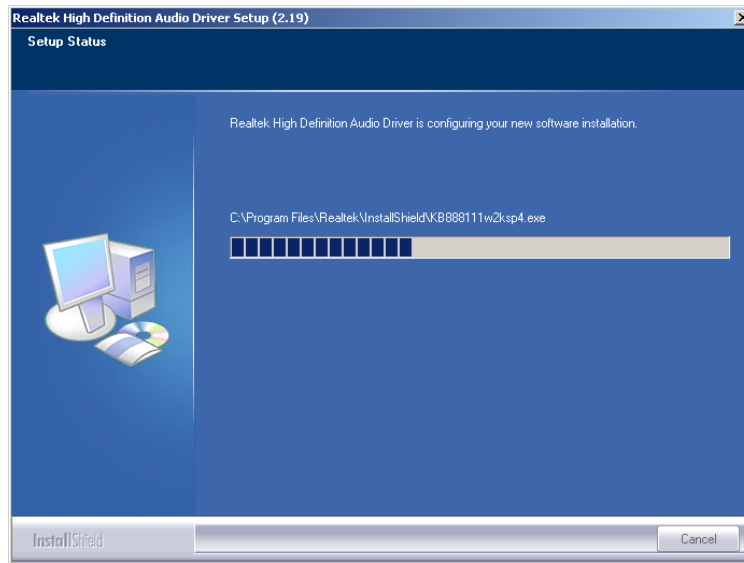 Realtek High Definition Audio Driver Setup (2.19)
Setup Status
Realtek High Definition Audio Driver is configuring your new software installation.
C:\Program Files\Realtek\InstallShield\KB888111w2ksp4.exe
InstallShield
Cancel